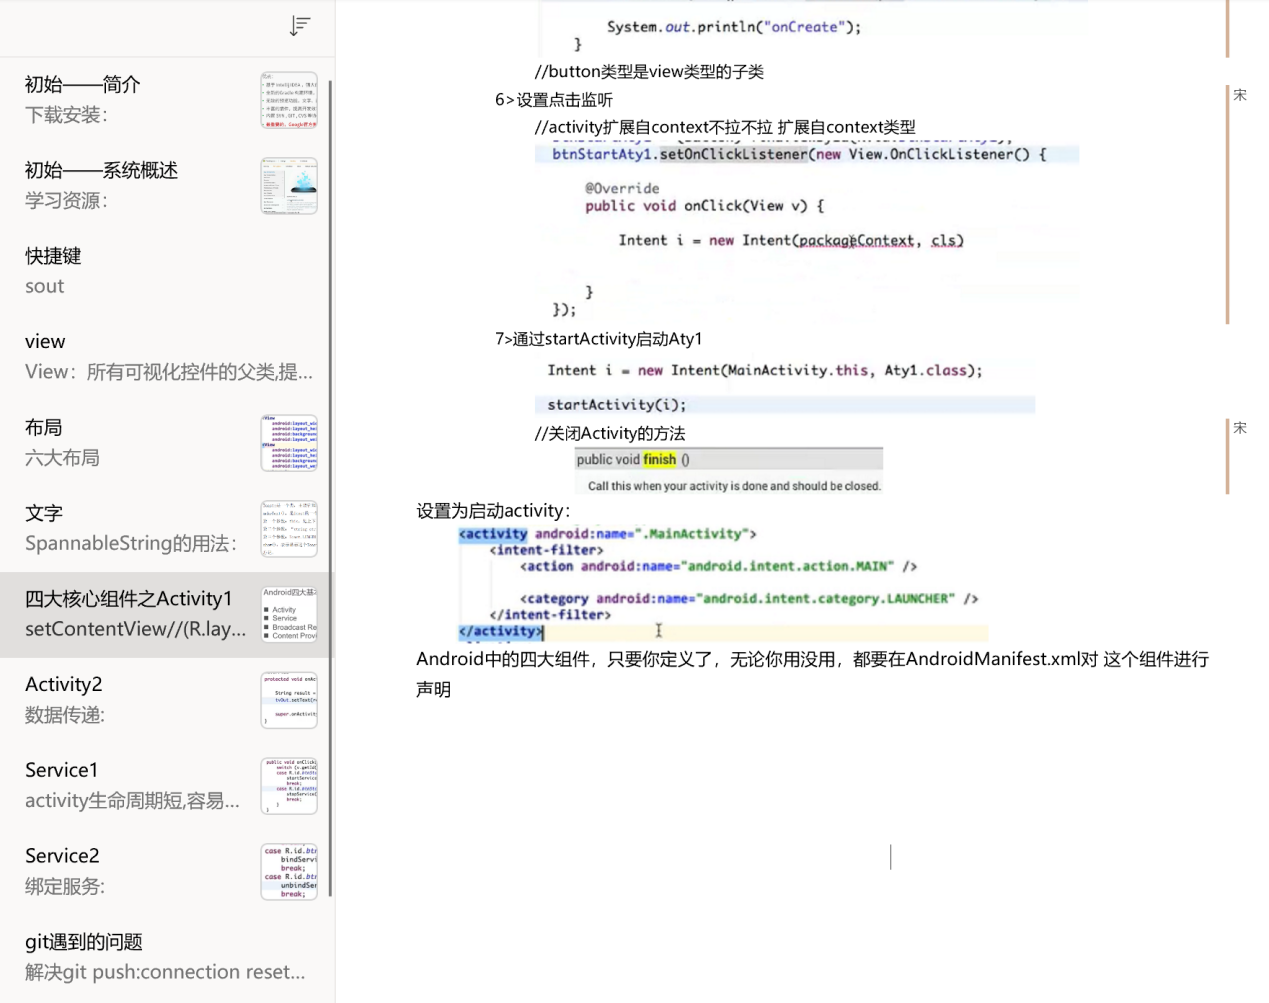 初始——简介
下载安装：
初始——系统概述
学习资源：
快捷键
sout
view
View：所有可视化控件的父类,提...
布局
六大布局
文字
SpannableString的用法：
四大核心组件之Activity1
setContentView//(R.lay...
Android四大基
Activity
Service
Broadcast Re
Content Provi
Activity2
数据传递:
Service1
activity生命周期短,容易...
Service2
绑定服务:
git遇到的问题
解决git push:connection reset...
System.out.println("onCreate");
}
//button类型是view类型的子类
6>设置点击监听
宋
//activity扩展自context不拉不拉 扩展自context类型
btnStartAty1.setOnClickListener(new View.OnClickListener() {
@Override
public void onClick(View v) {
Intent i = new Intent(packageContext, cls)
}
});
7>通过startActivity启动Aty1
Intent i = new Intent(MainActivity.this, Aty1.class);
startActivity(i);
宋
//关闭Activity的方法
public void finish ()
Call this when your activity is done and should be closed.
设置为启动activity：
<activity android:name=".MainActivity">
<intent-filter>
<action android:name="android.intent.action.MAIN" />
<category android:name="android.intent.category.LAUNCHER" />
</intent-filter>
</activity>
Android中的四大组件，只要你定义了，无论你用没用，都要在AndroidManifest.xml对 这个组件进行
声明